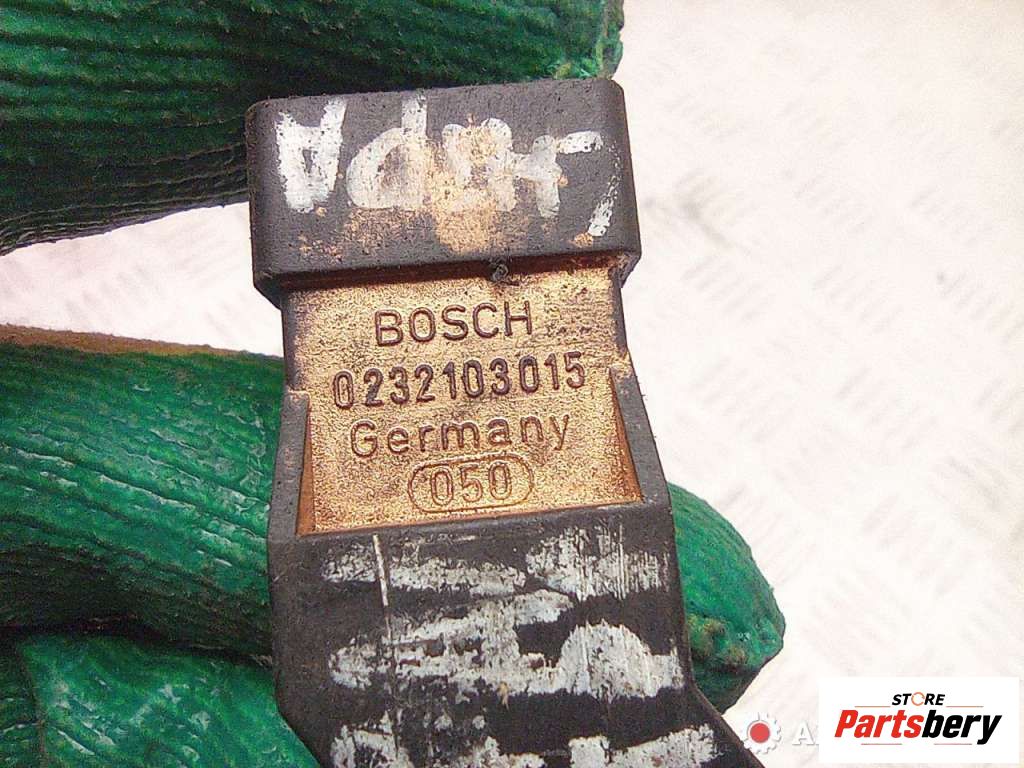 BOSCH
0232103015
Germany
050
STORE
Partsbery